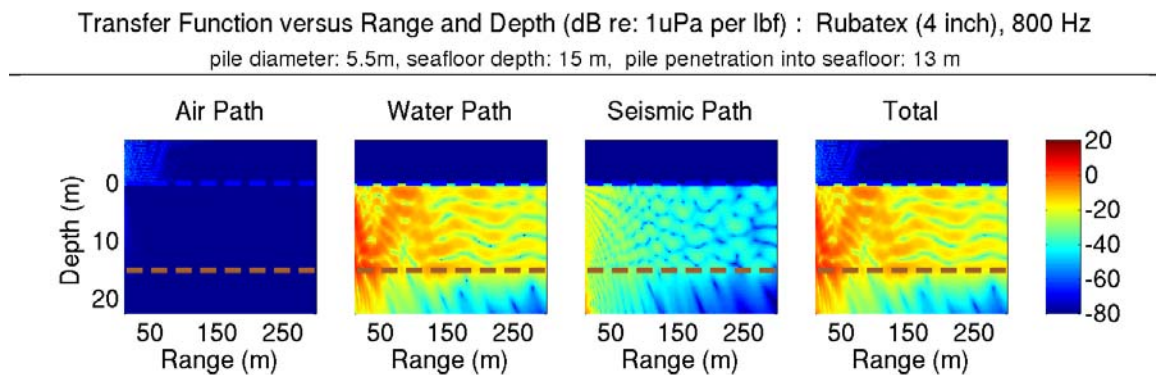 Transfer Function versus Range and Depth (dB re: 1uPa per lbf) : Rubatex (4 inch), 800 Hz
pile diameter: 5.5m, seafloor depth: 15 m, pile penetration into seafloor: 13 m
Air Path Water Path Seismic Path Total
Depth (m)
0
10
20
50 150 250 50 150 250 50 150 250 50 150 250
Range (m) Range (m) Range (m) Range (m)
20
0
-20
-40
-60
-80